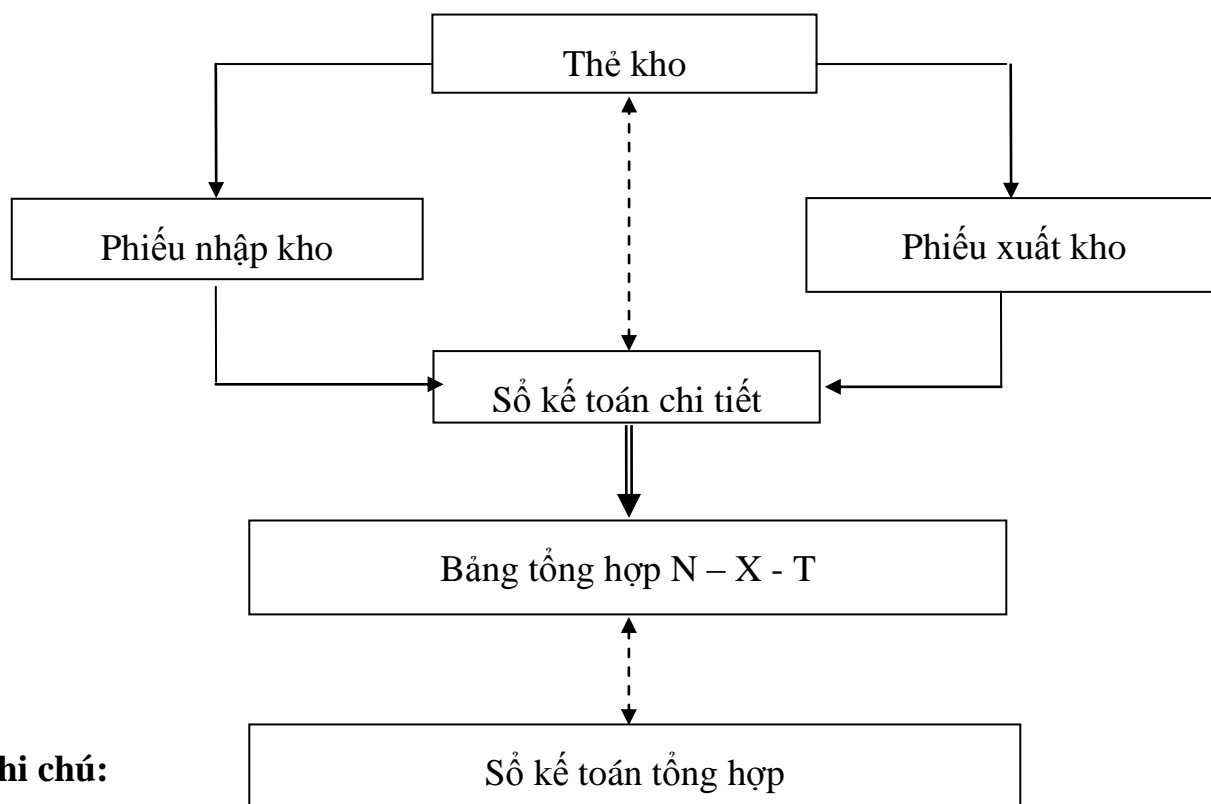 Thẻ kho
Phiếu nhập kho
Phiếu xuất kho
Sổ kế toán chi tiết
Bảng tổng hợp N – X - T
hi chú:
Sổ kế toán tổng hợp